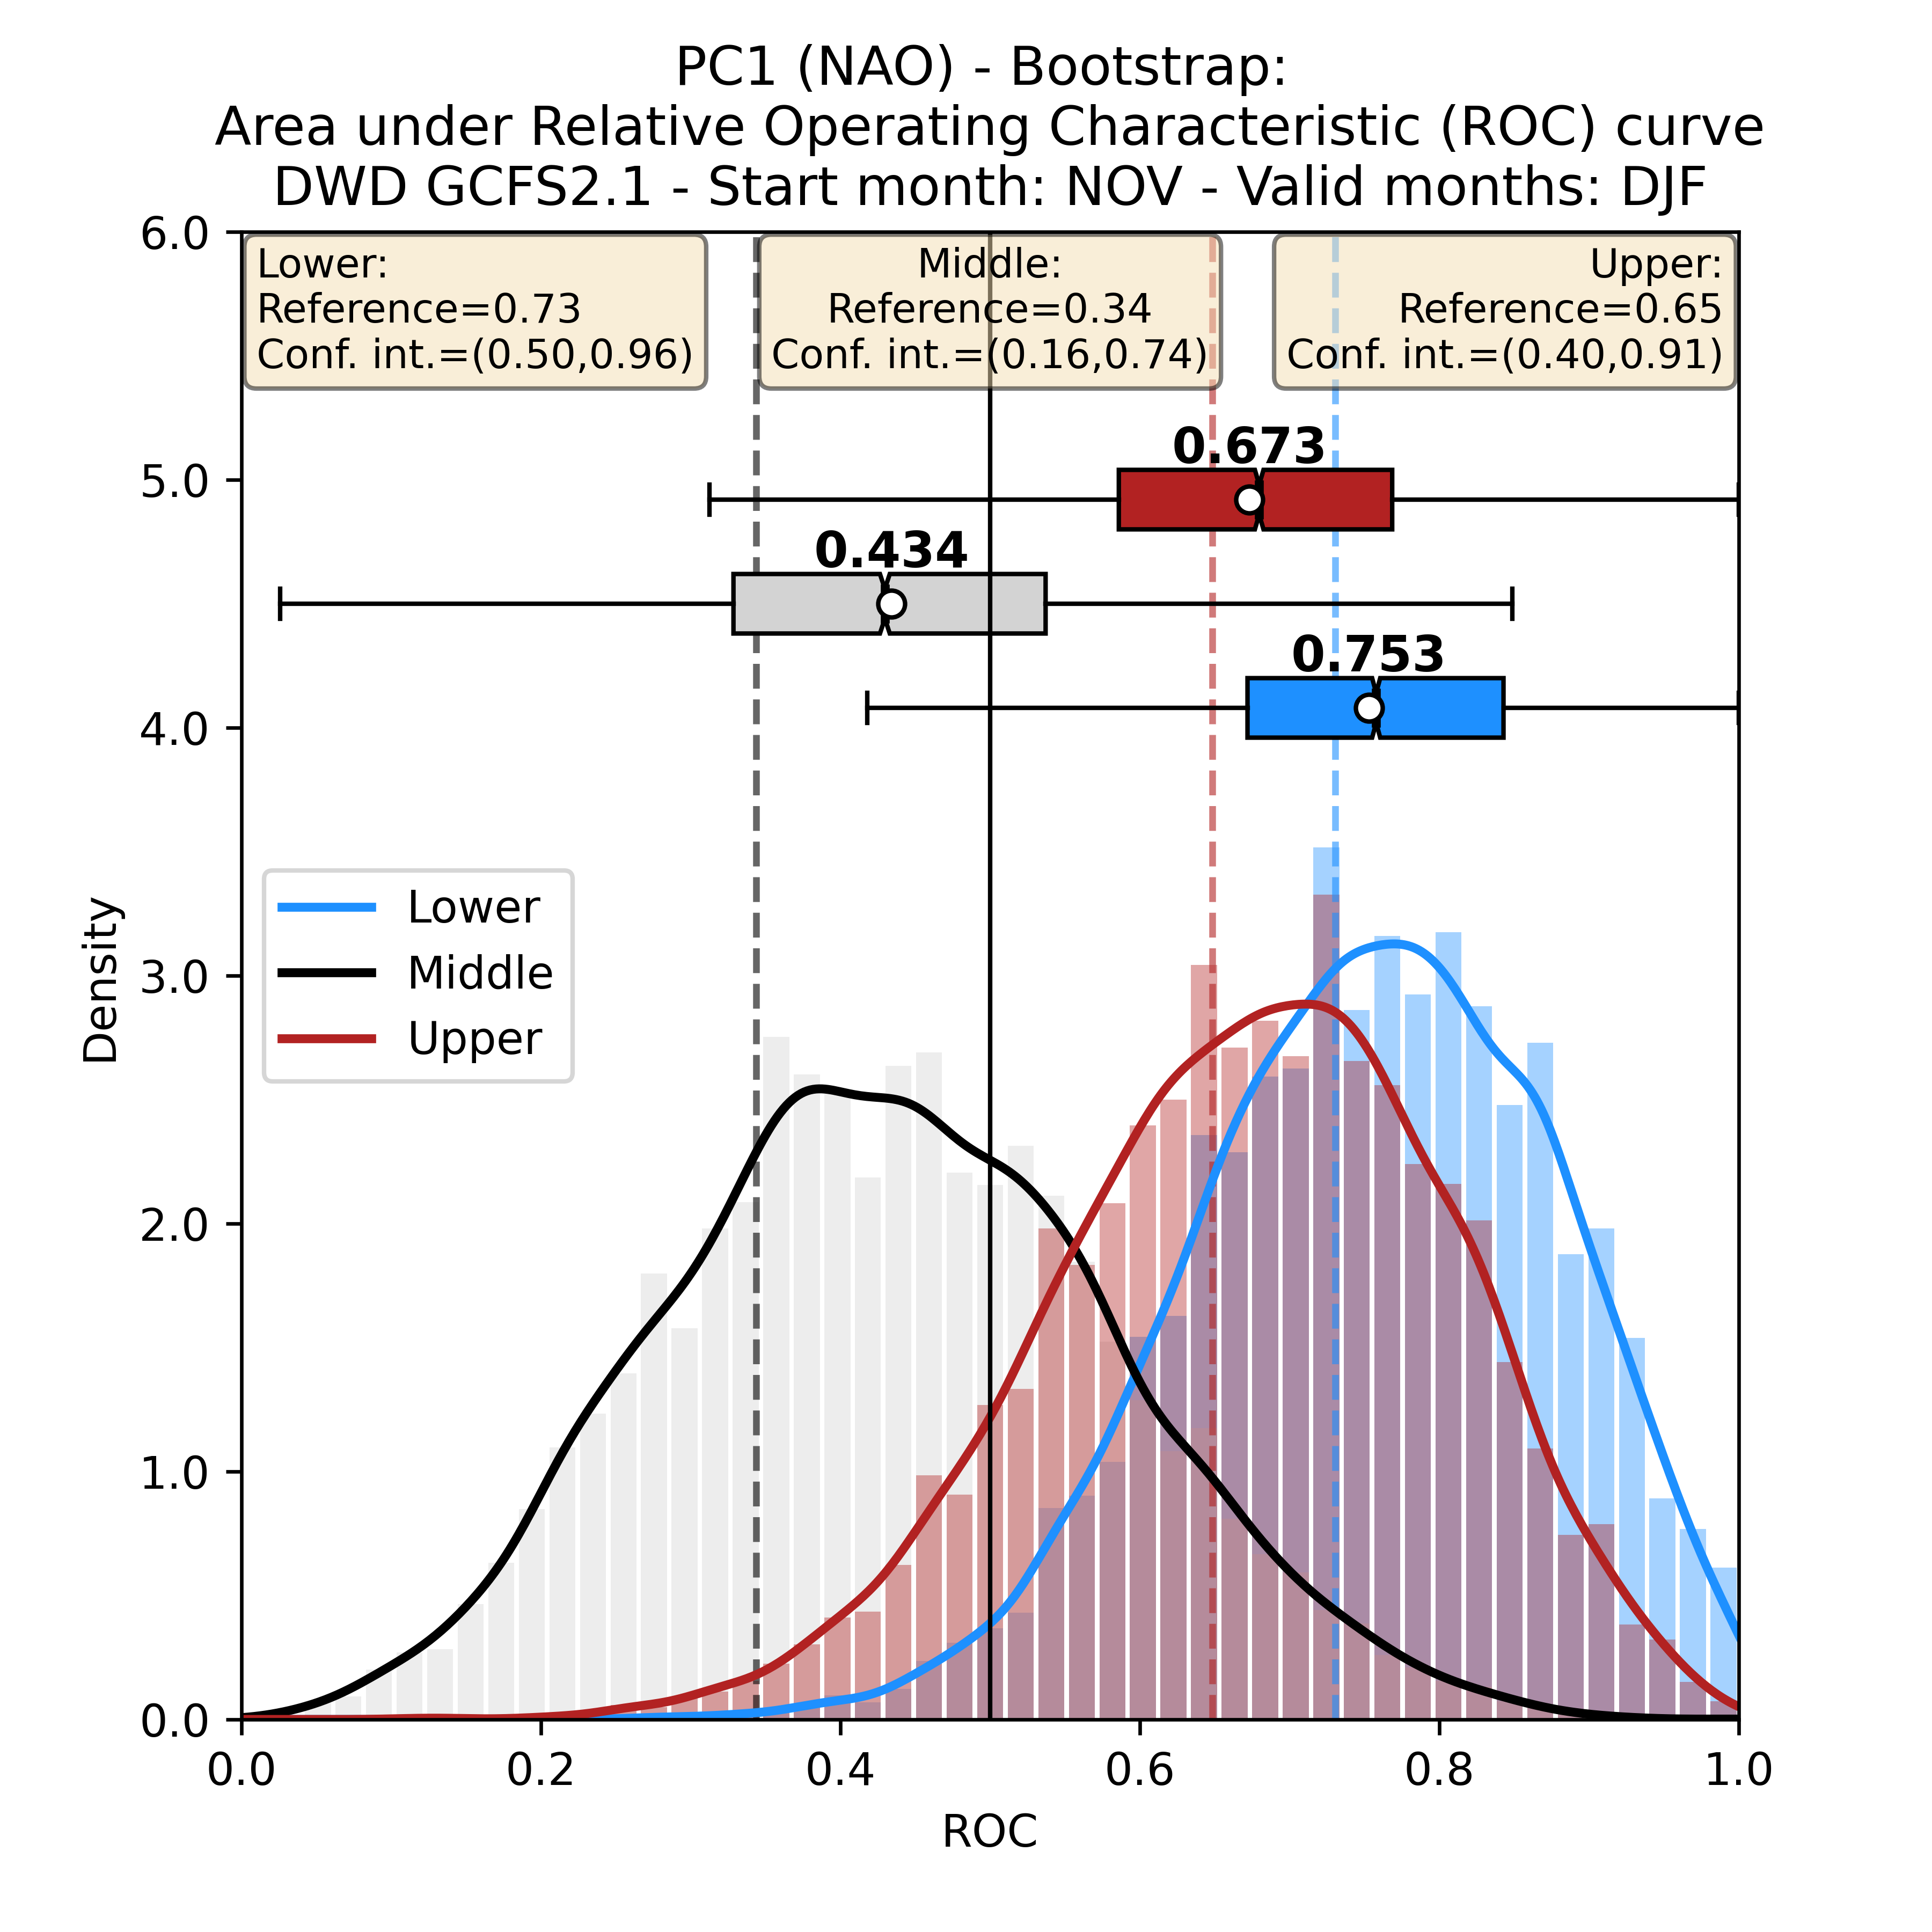 PC1 (NAO) - Bootstrap:
Area under Relative Operating Characteristic (ROC) curve
DWD GCFS2.1 - Start month: NOV - Valid months: DJF
6.0
Lower:
Reference=0.73
Conf. int.=(0.50,0.96)
Middle:
Reference=0.34
Conf. int.=(0.16,0.74)
Upper:
Reference=0.65
Conf. int.=(0.40,0.91)
0.673
5.0
0.434
0.753
4.0
Lower
Middle
Upper
Density
3.0
2.0
1.0
0.0
0.0
0.2
0.4
0.6
0.8
1.0
ROC